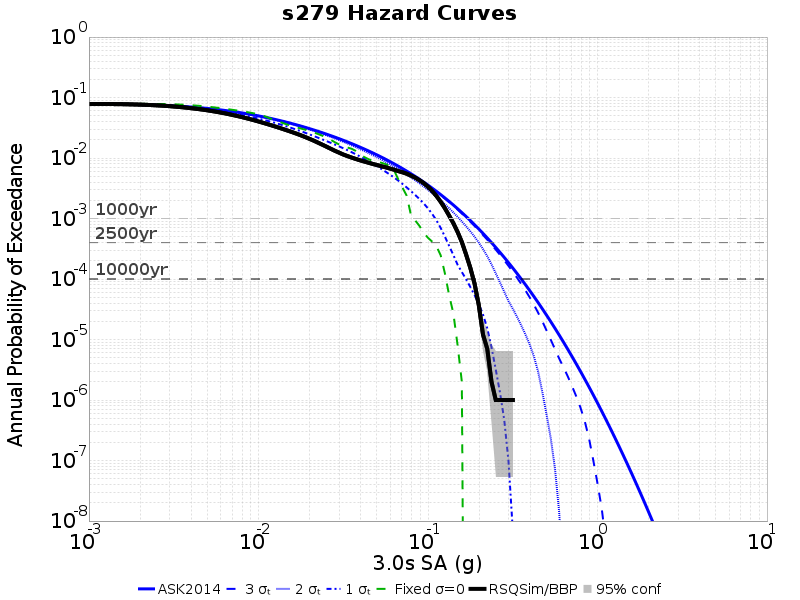 s279 Hazard Curves
Annual Probability of Exceedance
10^0
10^-1
10^-2
10^-3
10^-4
10^-5
10^-6
10^-7
10^-8
1000yr
2500yr
10000yr
10^-3 10^-2 10^-1 10^0 10^1
3.0s SA (g)
ASK2014 3 σₜ 2 σₜ 1 σₜ Fixed σ=0 RSQSim/BBP 95% conf